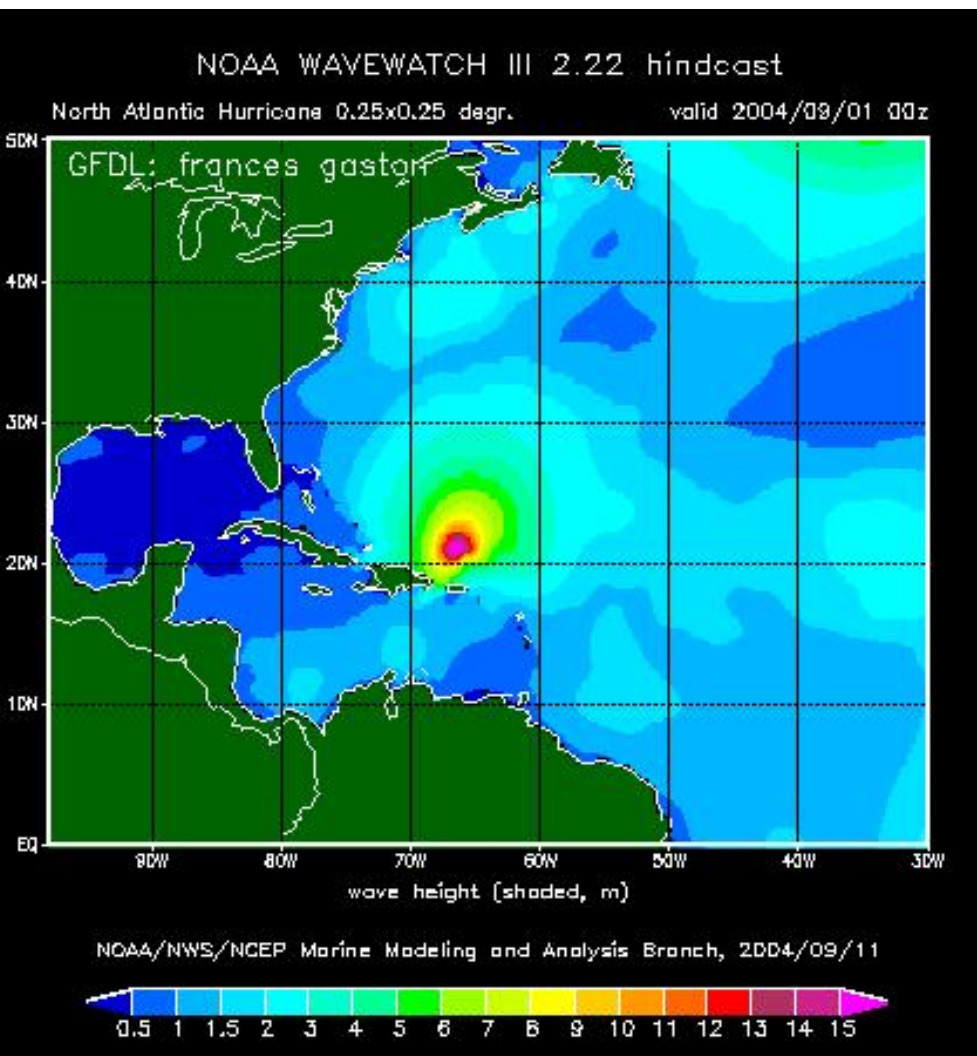 NOAA WAVEWATCH III 2.22 hindcast
North Atlantic Hurricane 0.25x0.25 degr. valid 2004/09/01 00z
GFDL: frances gaston
50N
40N
30N
20N
10N
EQ
90W 80W 70W 60W 50W 40W 30W
wave height (shaded, m)
NOAA/NWS/NCEP Marine Modeling and Analysis Branch, 2004/09/11
0.5 1 1.5 2 3 4 5 6 7 8 9 10 11 12 13 14 15